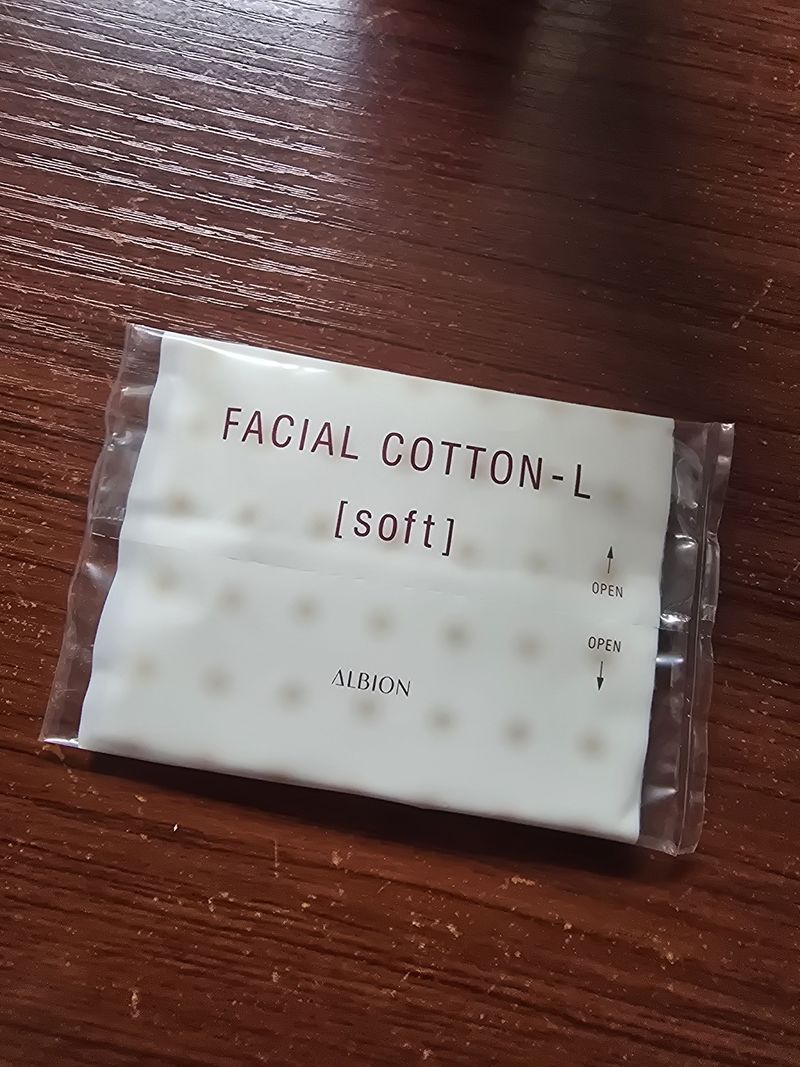 FACIAL COTTON-L
[soft]
OPEN
OPEN
ALBION